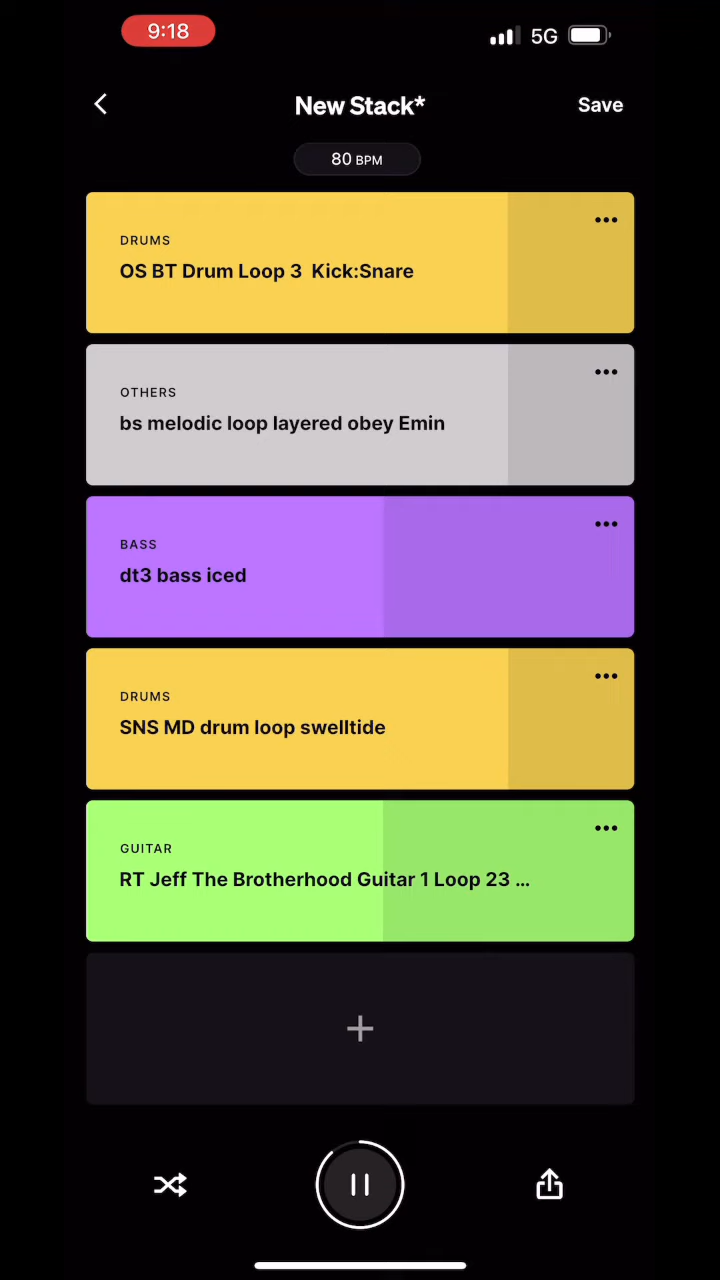 9:18
5G
New Stack*
Save
80 BPM
DRUMS
OS BT Drum Loop 3  Kick:Snare
OTHERS
bs melodic loop layered obey Emin
BASS
dt3 bass iced
DRUMS
SNS MD drum loop swelltide
GUITAR
RT Jeff The Brotherhood Guitar 1 Loop 23 ...